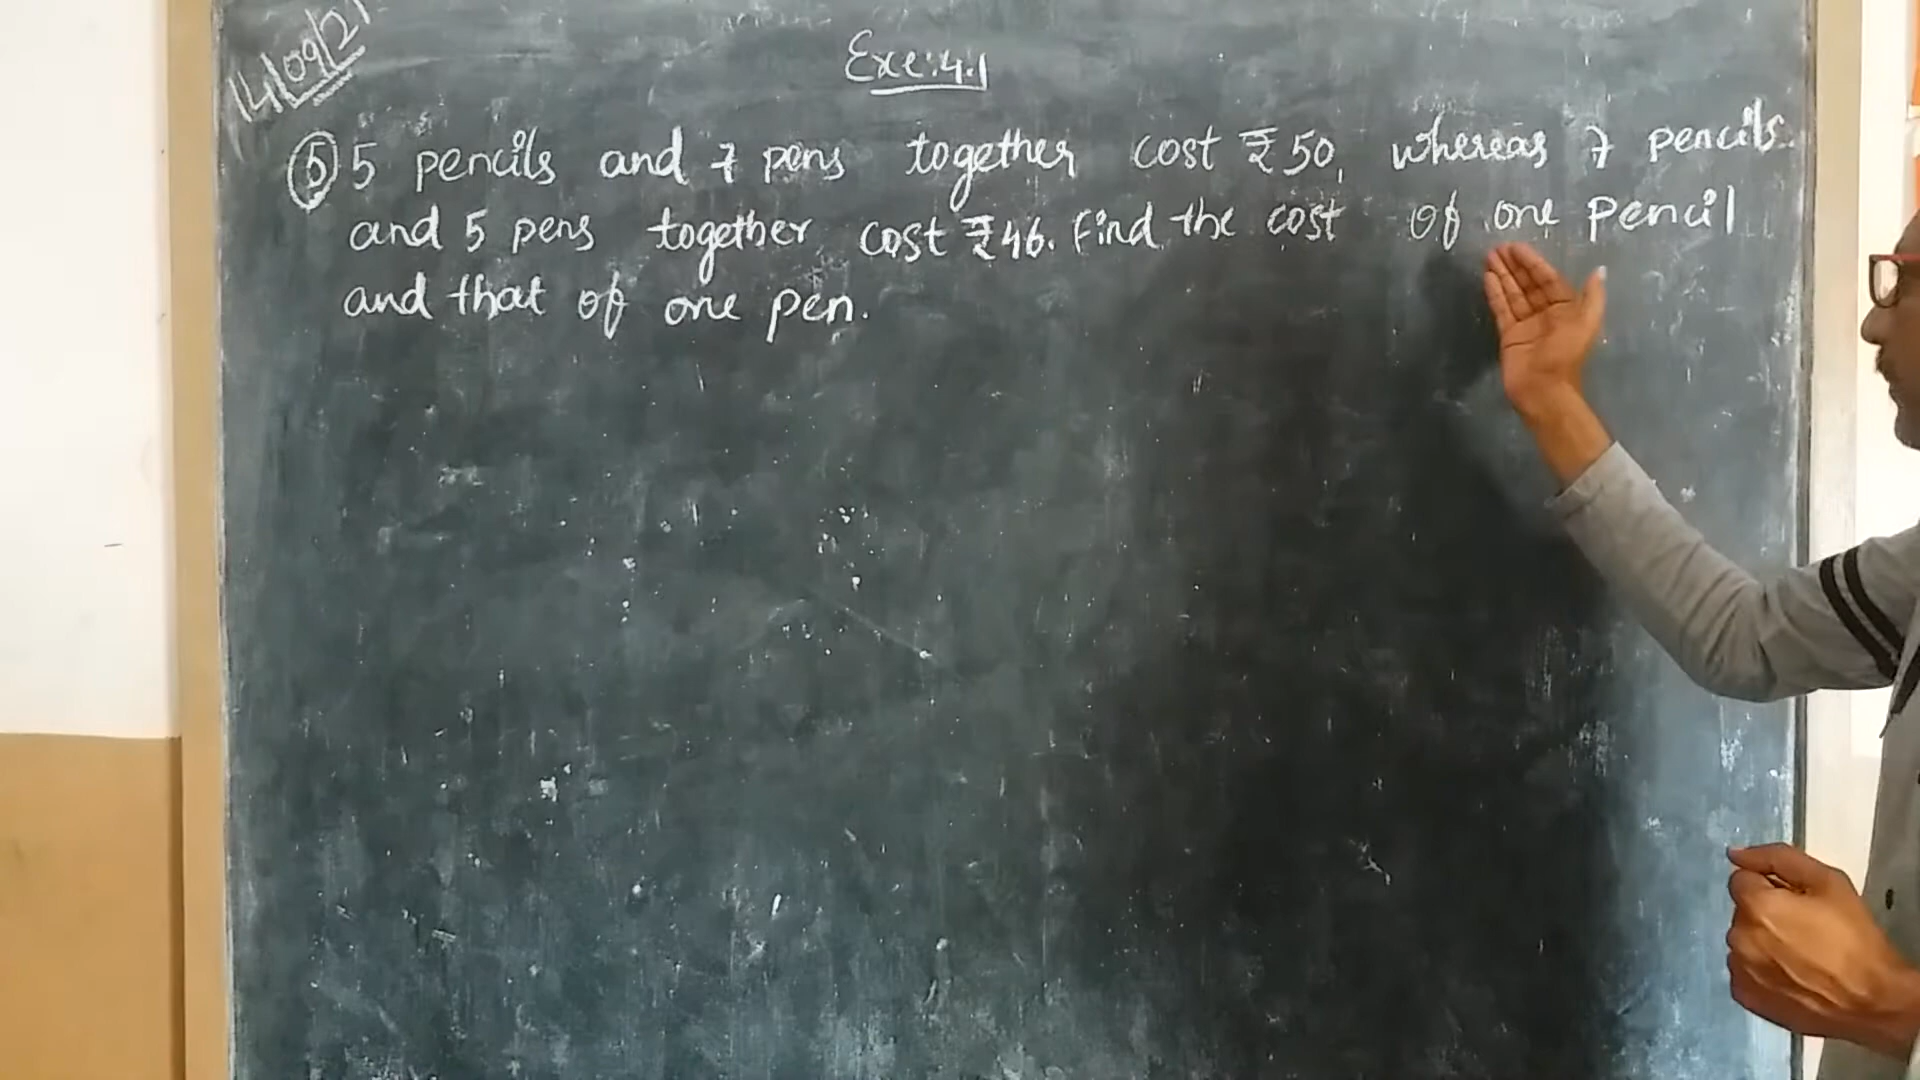 14/09/21
Exe:4.1
5 pencils and 7 pens together cost ₹50, whereas 7 pencils
and 5 pens together cost ₹46. Find the cost of one pencil
and that of one pen.